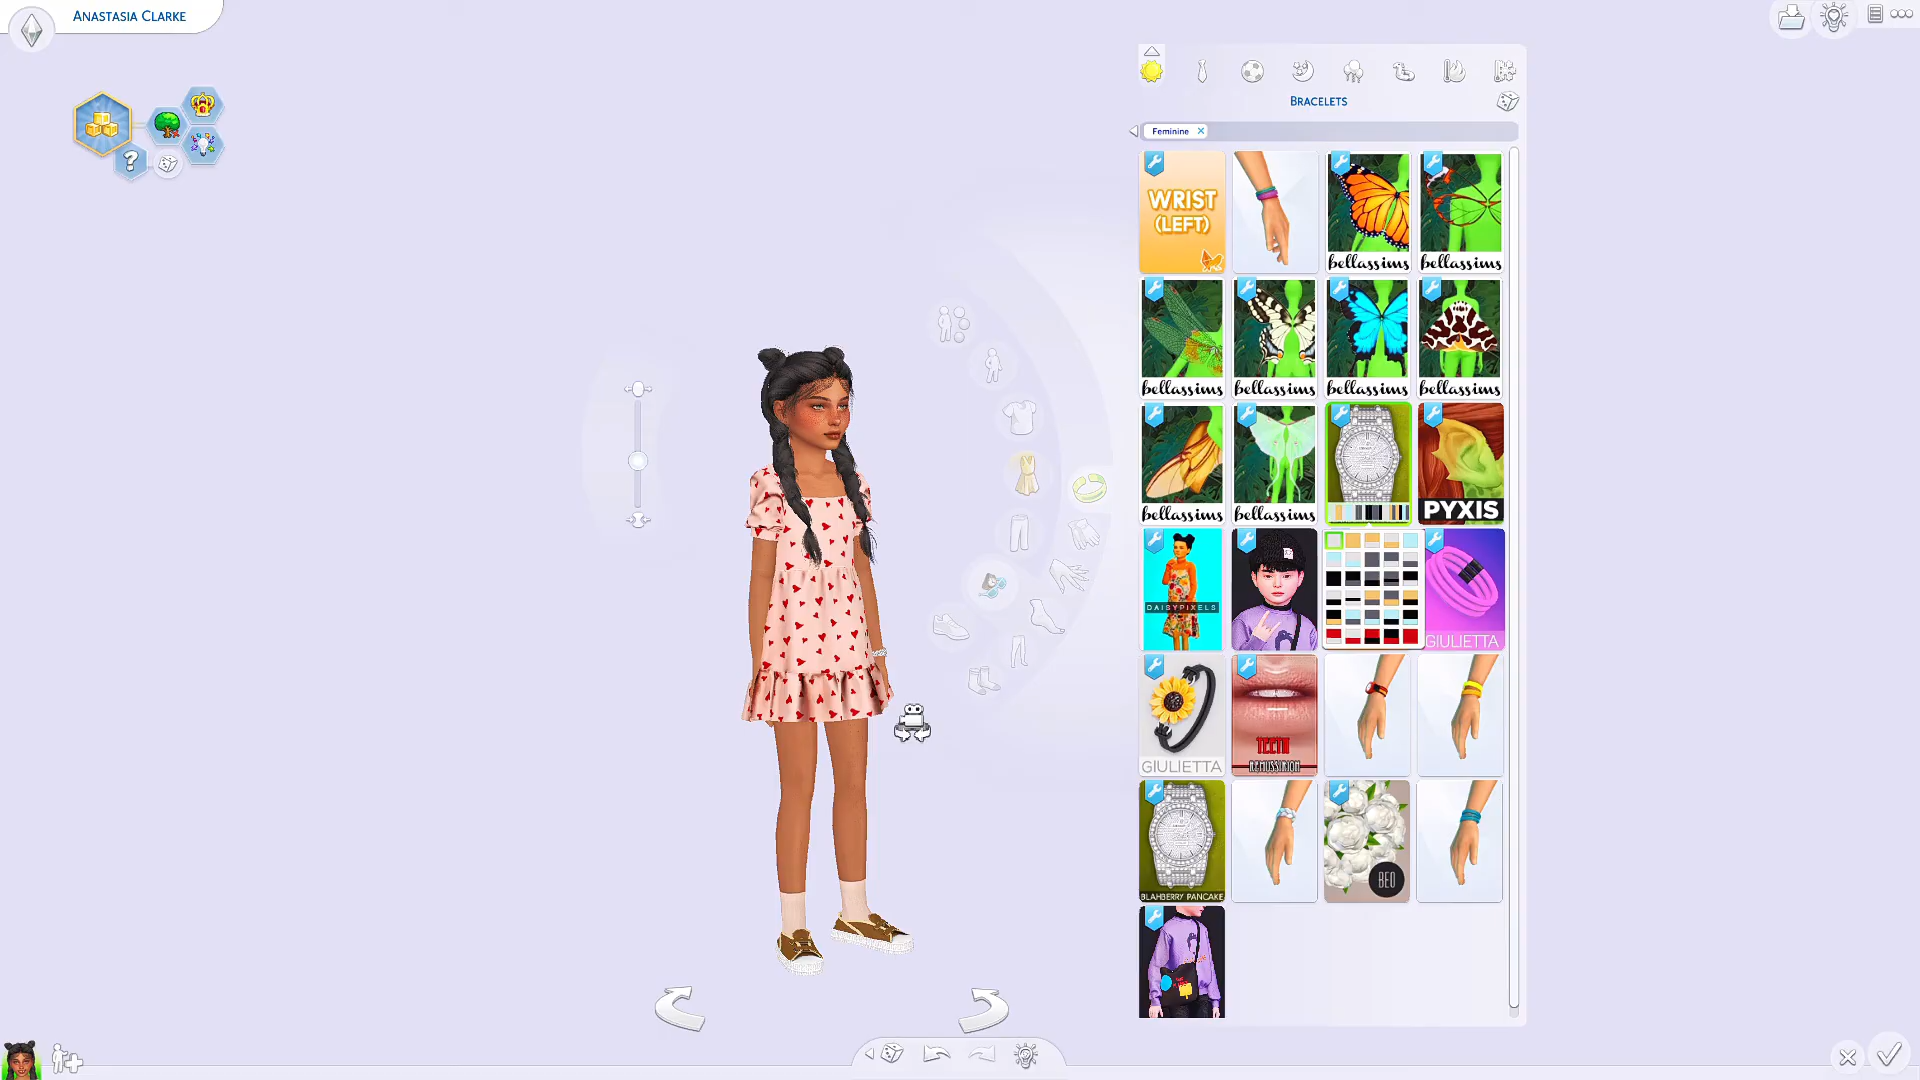 ANASTASIA CLARKE
BRACELETS
Feminine
WRIST
(LEFT)
bellassims
bellassims
bellassims
bellassims
bellassims
bellassims
bellassims
bellassims
PYXIS
DAISYPIXELS
GIULIETTA
GIULIETTA
TEETH
REMUSSIRION
BLAHBERRY PANCAKE
BEO